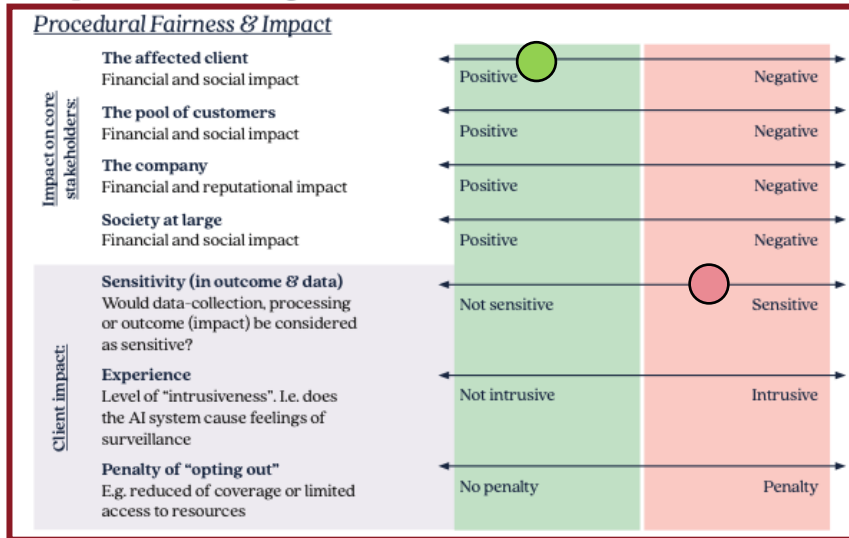 Procedural Fairness & Impact
Impact on core
stakeholders:
The affected client
Financial and social impact
Positive
Negative
The pool of customers
Financial and social impact
Positive
Negative
The company
Financial and reputational impact
Positive
Negative
Society at large
Financial and social impact
Positive
Negative
Client impact:
Sensitivity (in outcome & data)
Would data-collection, processing
or outcome (impact) be considered
as sensitive?
Not sensitive
Sensitive
Experience
Level of “intrusiveness”. I.e. does
the AI system cause feelings of
surveillance
Not intrusive
Intrusive
Penalty of “opting out”
E.g. reduced of coverage or limited
access to resources
No penalty
Penalty